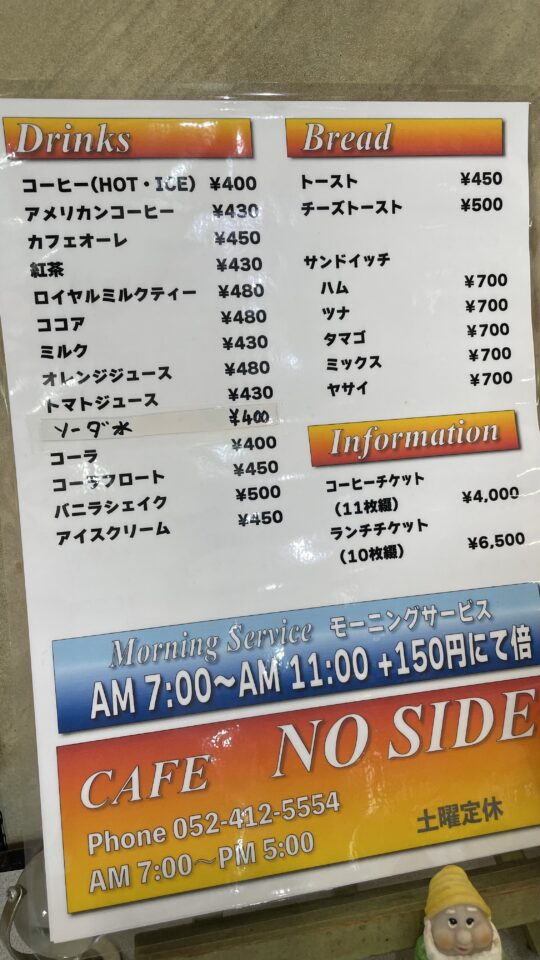 Drinks
コーヒー(HOT・ICE) ¥400
アメリカンコーヒー ¥430
カフェオーレ ¥450
紅茶 ¥430
ロイヤルミルクティー ¥480
ココア ¥480
ミルク ¥430
オレンジジュース ¥480
トマトジュース ¥430
ソーダ水 ¥400
コーラ ¥400
コーラフロート ¥450
バニラシェイク ¥500
アイスクリーム ¥450
Bread
トースト ¥450
チーズトースト ¥500
サンドイッチ
ハム ¥700
ツナ ¥700
タマゴ ¥700
ミックス ¥700
ヤサイ ¥700
Information
コーヒーチケット
(11枚綴) ¥4,000
ランチチケット
(10枚綴) ¥6,500
Morning Service モーニングサービス
AM 7:00〜AM 11:00 +150円にて倍
CAFE NO SIDE
Phone 052-412-5554
AM 7:00〜PM 5:00
土曜定休